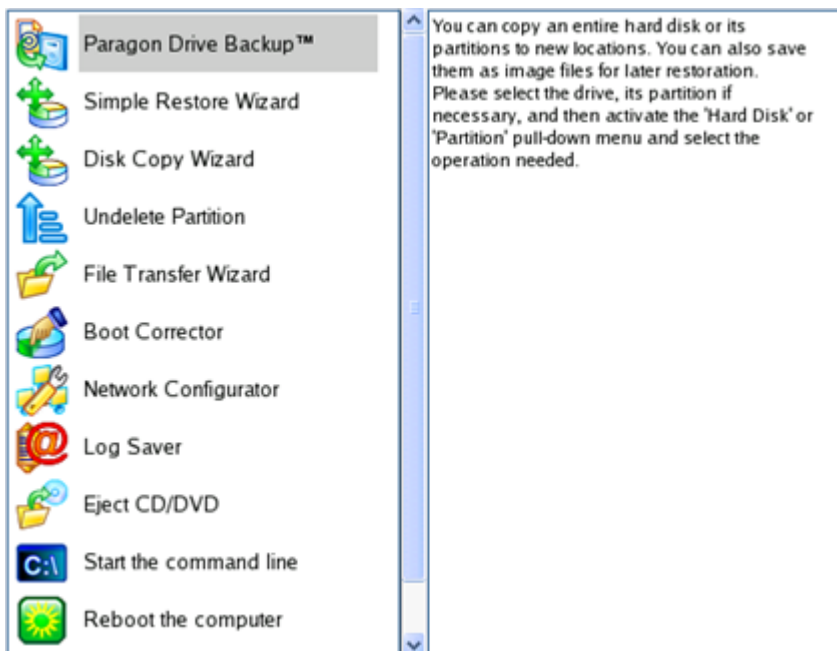 Paragon Drive Backup™
Simple Restore Wizard
Disk Copy Wizard
Undelete Partition
File Transfer Wizard
Boot Corrector
Network Configurator
Log Saver
Eject CD/DVD
C:\
Start the command line
Reboot the computer
You can copy an entire hard disk or its
partitions to new locations. You can also save
them as image files for later restoration.
Please select the drive, its partition if
necessary, and then activate the 'Hard Disk' or
'Partition' pull-down menu and select the
operation needed.